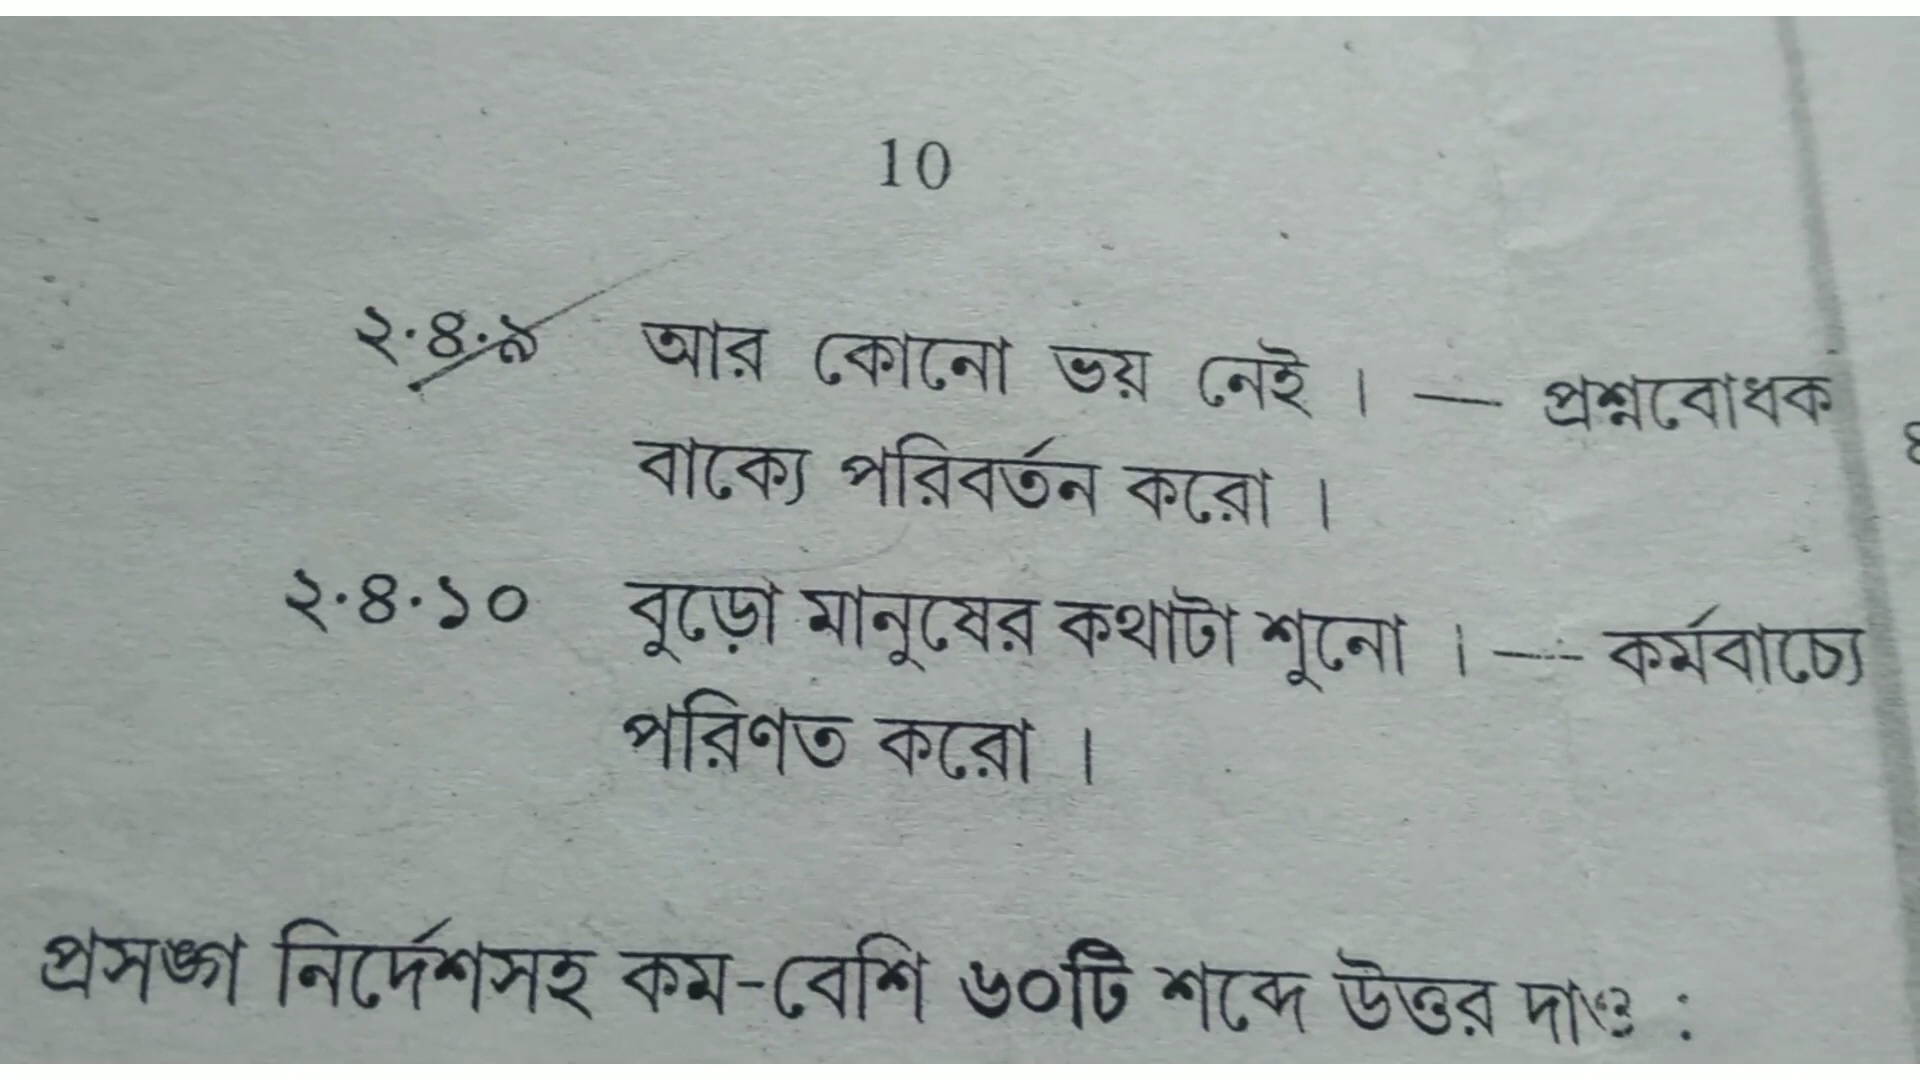 10
২·৪·৯ আর কোনো ভয় নেই। — প্রশ্নবোধক
বাক্যে পরিবর্তন করো।
২·৪·১০ বুড়ো মানুষের কথাটা শুনো। — কর্মবাচ্যে
পরিণত করো।
প্রসঙ্গ নির্দেশসহ কম-বেশি ৬০টি শব্দে উত্তর দাও :